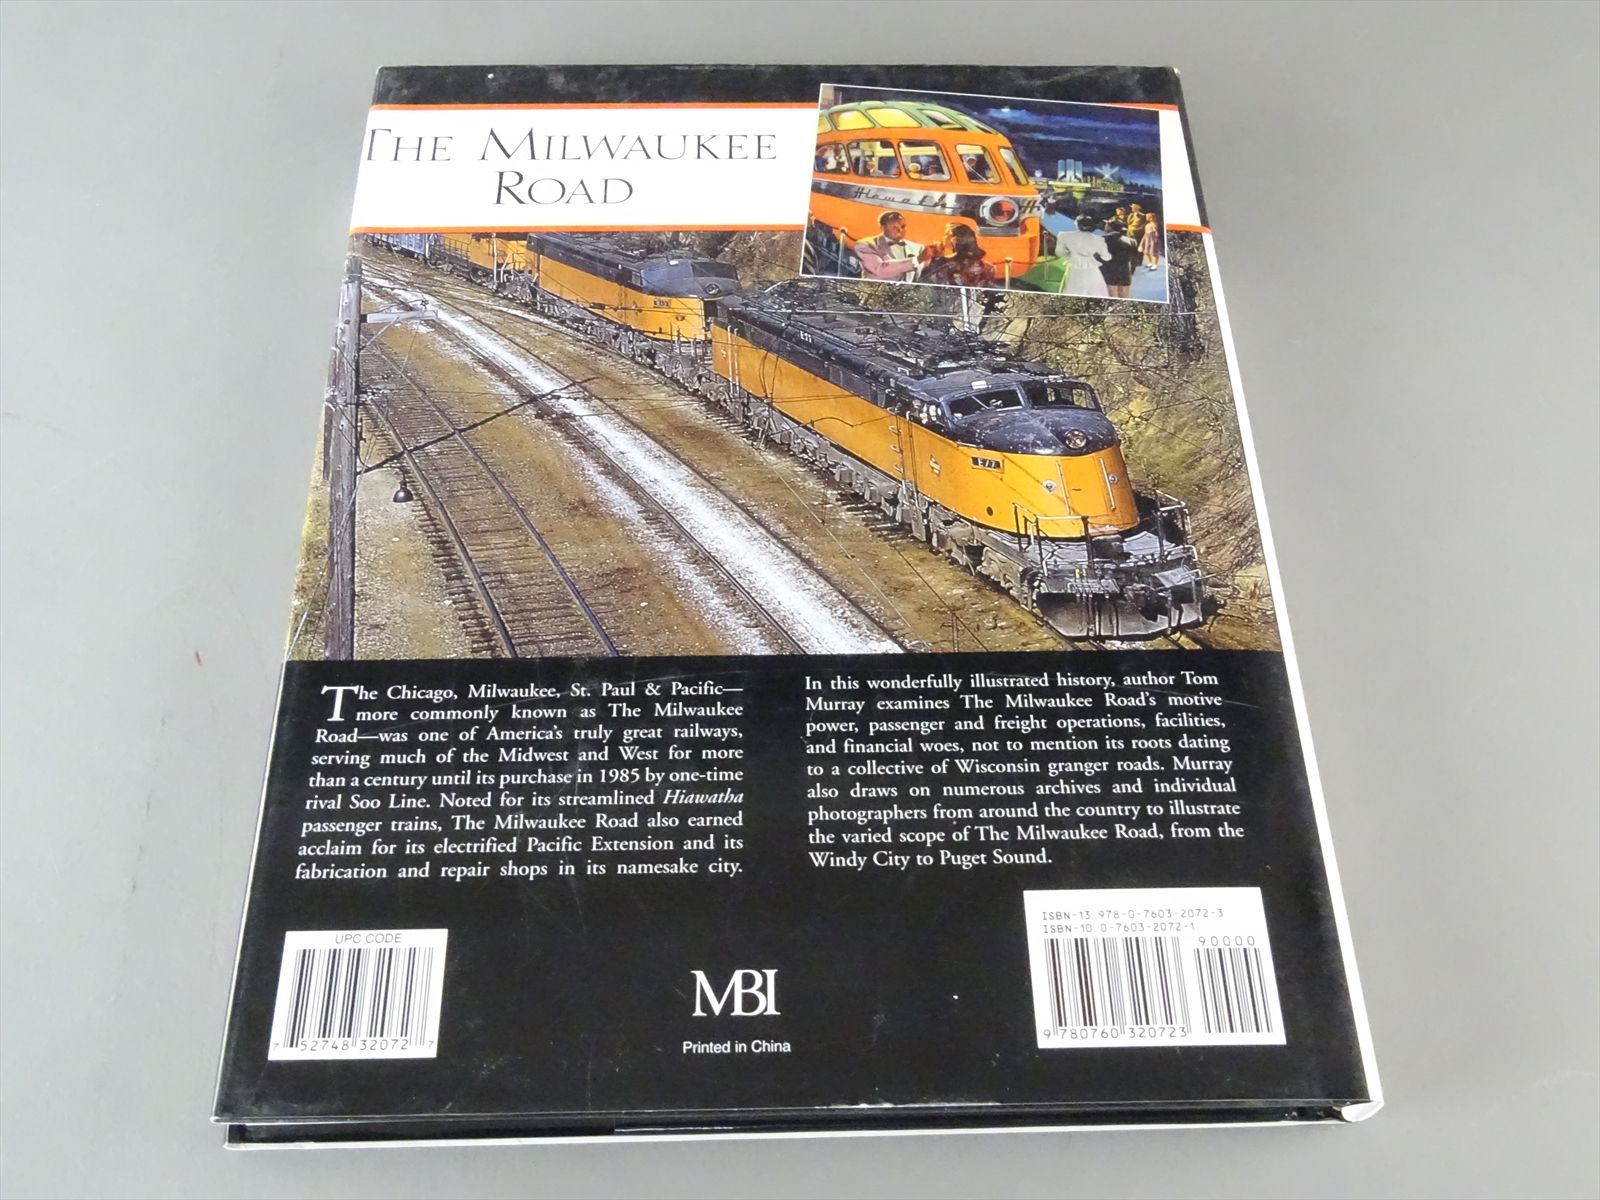 THE MILWAUKEE
ROAD
Hiawatha
E77
E77
The Chicago, Milwaukee, St. Paul & Pacific—
more commonly known as The Milwaukee
Road—was one of America's truly great railways,
serving much of the Midwest and West for more
than a century until its purchase in 1985 by one-time
rival Soo Line. Noted for its streamlined Hiawatha
passenger trains, The Milwaukee Road also earned
acclaim for its electrified Pacific Extension and its
fabrication and repair shops in its namesake city.
In this wonderfully illustrated history, author Tom
Murray examines The Milwaukee Road's motive
power, passenger and freight operations, facilities,
and financial woes, not to mention its roots dating
to a collective of Wisconsin granger roads. Murray
also draws on numerous archives and individual
photographers from around the country to illustrate
the varied scope of The Milwaukee Road, from the
Windy City to Puget Sound.
UPC CODE
7 52748 32072 7
MBI
Printed in China
ISBN-13: 978-0-7603-2072-3
ISBN-10: 0-7603-2072-1
90000
9 780760 320723